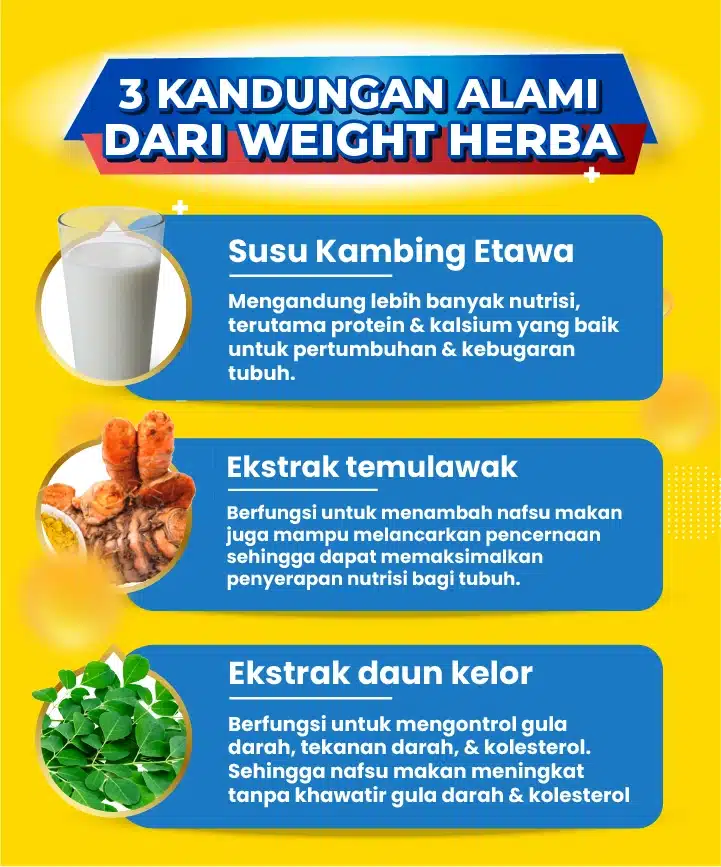 3 KANDUNGAN ALAMI
DARI WEIGHT HERBA
Susu Kambing Etawa
Mengandung lebih banyak nutrisi,
terutama protein & kalsium yang baik
untuk pertumbuhan & kebugaran
tubuh.
Ekstrak temulawak
Berfungsi untuk menambah nafsu makan
juga mampu melancarkan pencernaan
sehingga dapat memaksimalkan
penyerapan nutrisi bagi tubuh.
Ekstrak daun kelor
Berfungsi untuk mengontrol gula
darah, tekanan darah, & kolesterol.
Sehingga nafsu makan meningkat
tanpa khawatir gula darah & kolesterol